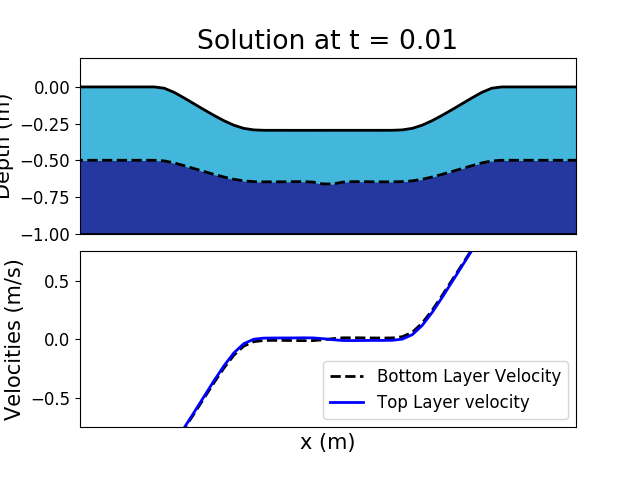 Solution at t = 0.01
0.00
−0.25
−0.50
−0.75
−1.00
Depth (m)
0.5
0.0
−0.5
Velocities (m/s)
Bottom Layer Velocity
Top Layer velocity
x (m)